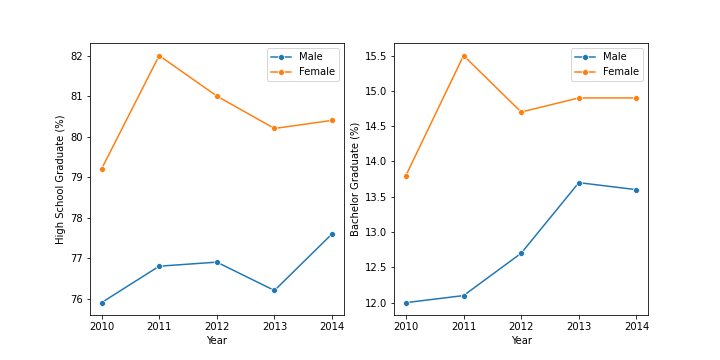 High School Graduate (%)
82
81
80
79
78
77
76
2010 2011 2012 2013 2014
Year
Male
Female
Bachelor Graduate (%)
15.5
15.0
14.5
14.0
13.5
13.0
12.5
12.0
2010 2011 2012 2013 2014
Year
Male
Female